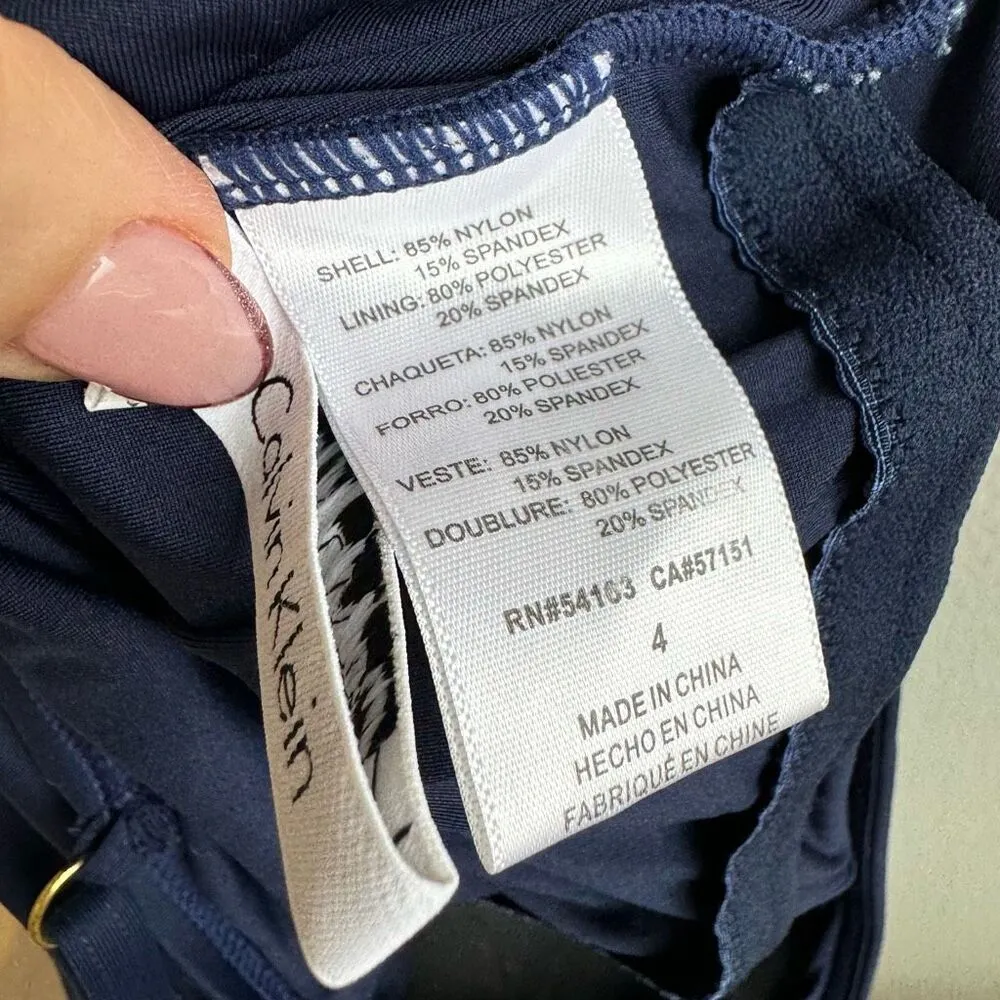 SHELL: 85% NYLON
15% SPANDEX
LINING: 80% POLYESTER
20% SPANDEX
CHAQUETA: 85% NYLON
15% SPANDEX
FORRO: 80% POLIESTER
20% SPANDEX
VESTE: 85% NYLON
15% SPANDEX
DOUBLURE: 80% POLYESTER
20% SPANDEX
RN#54163 CA#57151
4
MADE IN CHINA
HECHO EN CHINA
FABRIQUÉ EN CHINE
Calvin Klein